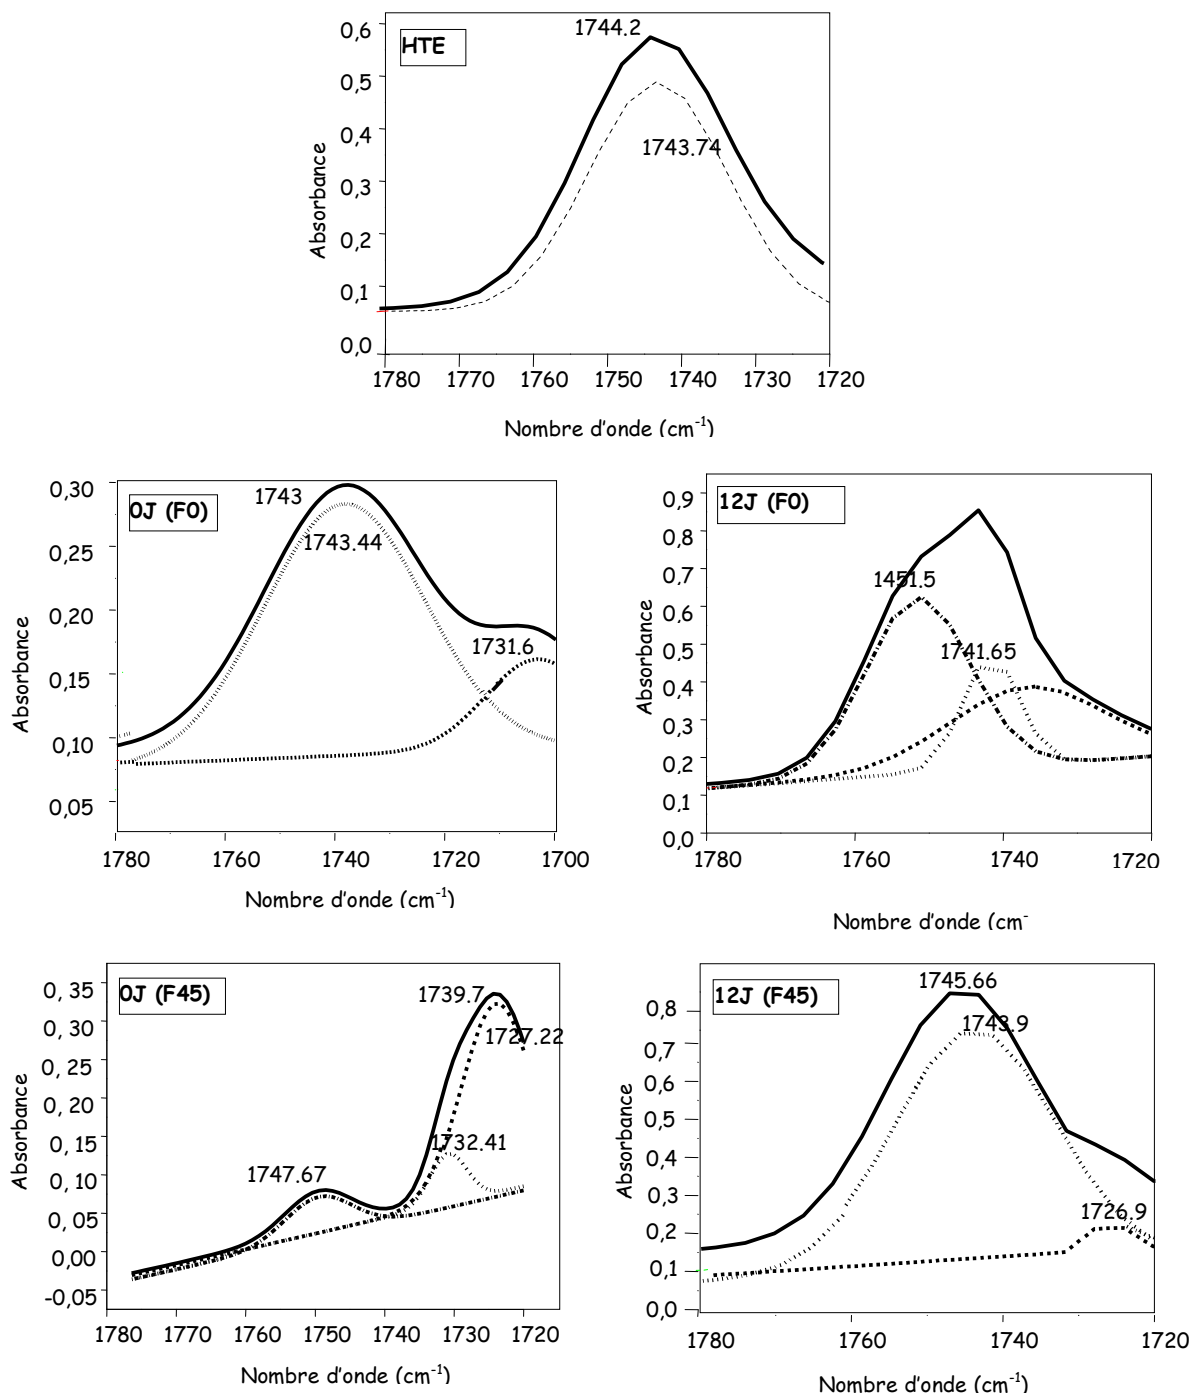 HTE
1744.2
1743.74
0,6
0,5
0,4
0,3
0,2
0,1
0,0
Absorbance
1780 1770 1760 1750 1740 1730 1720
Nombre d'onde (cm-1)
0J (F0)
1743
1743.44
1731.6
0,30
0,25
0,20
0,15
0,10
0,05
Absorbance
1780 1760 1740 1720 1700
Nombre d'onde (cm-1)
12J (F0)
1451.5
1741.65
0,9
0,8
0,7
0,6
0,5
0,4
0,3
0,2
0,1
0,0
Absorbance
1780 1760 1740 1720
Nombre d'onde (cm-
0J (F45)
1739.7
1727.22
1732.41
1747.67
0, 35
0, 30
0, 25
0, 20
0, 15
0, 10
0,05
0,00
-0,05
Absorbance
1780 1770 1760 1750 1740 1730 1720
Nombre d'onde (cm-1)
12J (F45)
1745.66
1743.9
1726.9
0,8
0,7
0,6
0,5
0,4
0,3
0,2
0,1
0,0
Absorbance
1780 1760 1740 1720
Nombre d'onde (cm-1)